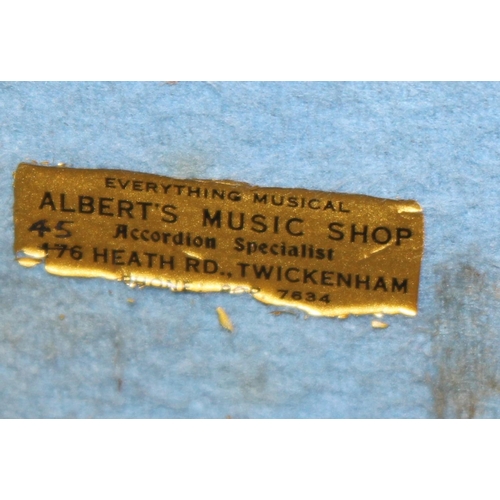 EVERYTHING MUSICAL
ALBERT'S MUSIC SHOP
45 Accordion Specialist
176 HEATH RD., TWICKENHAM
7634